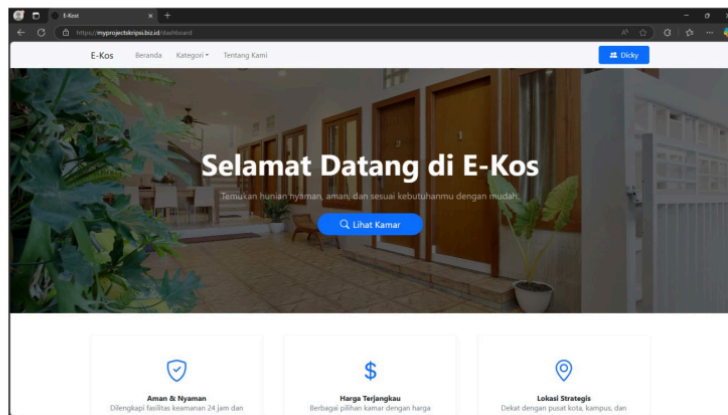 E-Kost
https://myprojectskripsi.biz.id/dashboard
E-Kos Beranda Kategori Tentang Kami Dicky
Selamat Datang di E-Kos
Temukan hunian nyaman, aman, dan sesuai kebutuhanmu dengan mudah.
Lihat Kamar
$
Aman & Nyaman Harga Terjangkau Lokasi Strategis
Dilengkapi fasilitas keamanan 24 jam dan Berbagai pilihan kamar dengan harga Dekat dengan pusat kota, kampus, dan